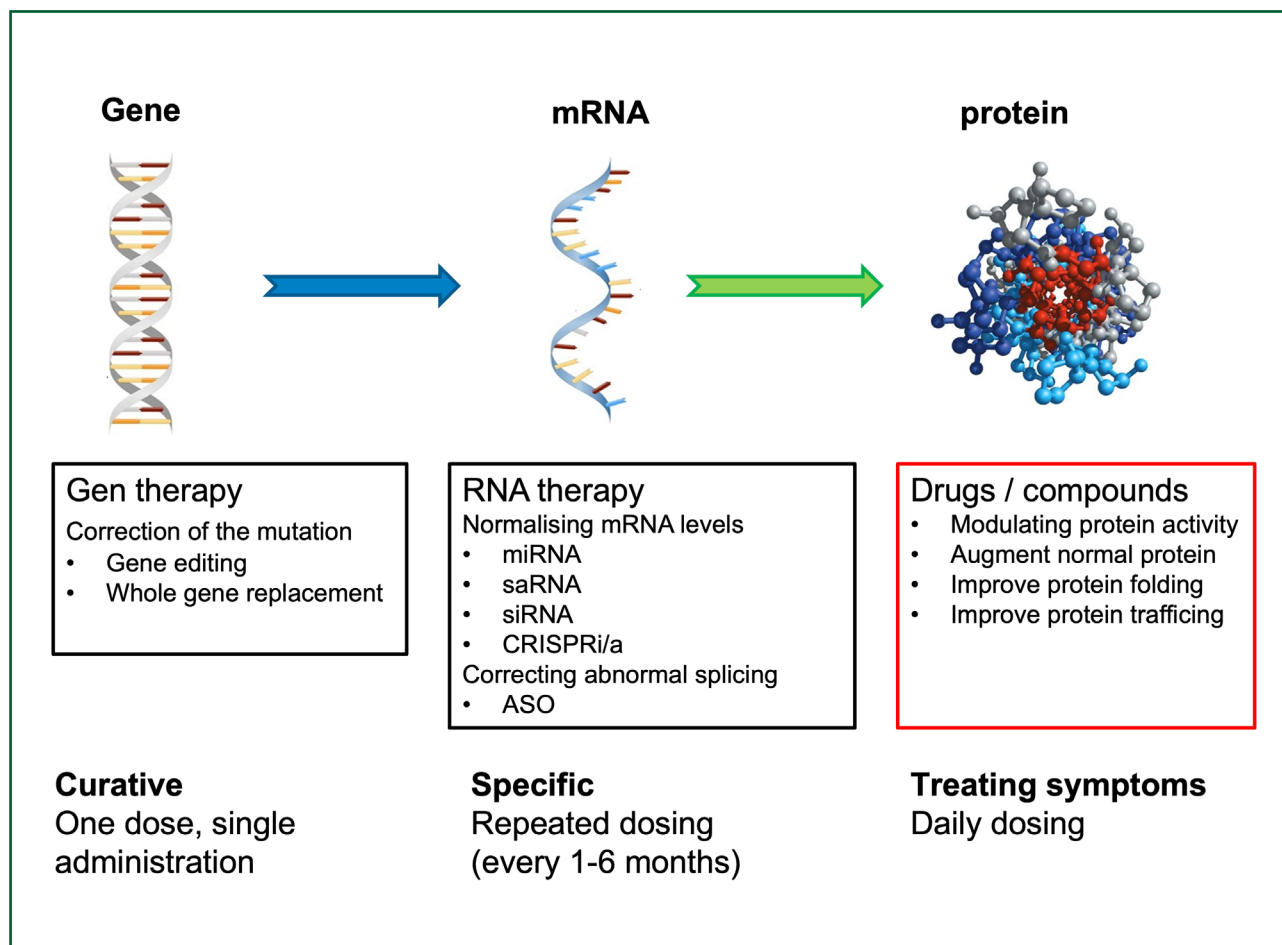 Gene
mRNA
protein
Gen therapy
Correction of the mutation
• Gene editing
• Whole gene replacement
RNA therapy
Normalising mRNA levels
• miRNA
• saRNA
• siRNA
• CRISPRi/a
Correcting abnormal splicing
• ASO
Drugs / compounds
• Modulating protein activity
• Augment normal protein
• Improve protein folding
• Improve protein trafficing
Curative
One dose, single
administration
Specific
Repeated dosing
(every 1-6 months)
Treating symptoms
Daily dosing